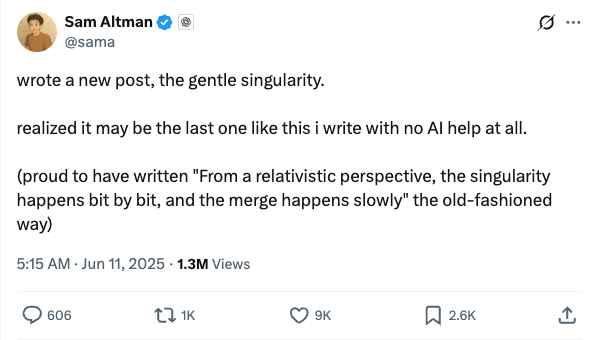 Sam Altman
@sama
wrote a new post, the gentle singularity.
realized it may be the last one like this i write with no AI help at all.
(proud to have written "From a relativistic perspective, the singularity
happens bit by bit, and the merge happens slowly" the old-fashioned
way)
5:15 AM · Jun 11, 2025 · 1.3M Views
606 1K 9K 2.6K